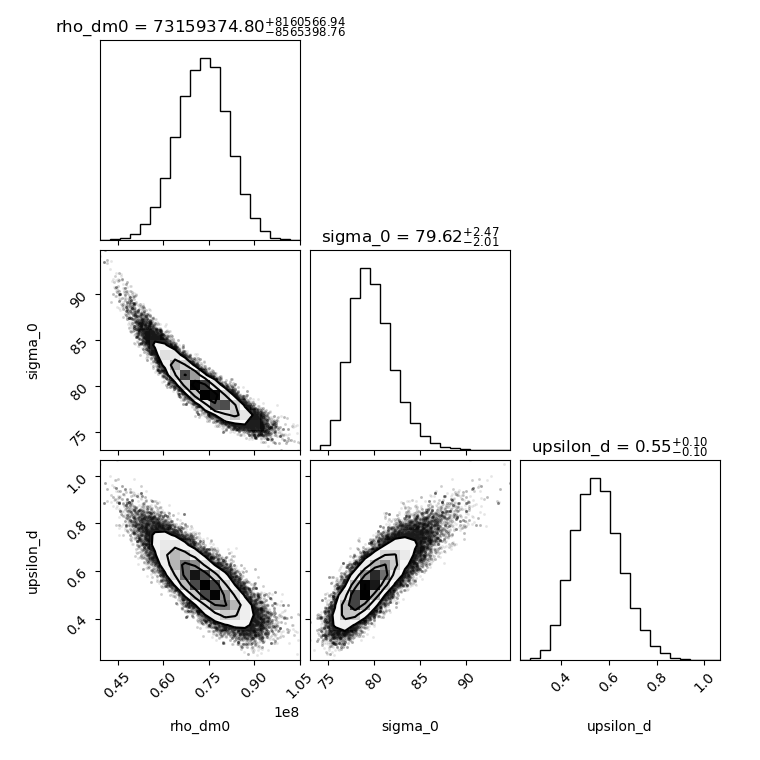 rho_dm0 = 73159374.80+8160566.94
−8565398.76
sigma_0 = 79.62+2.47
−2.01
sigma_0
90
85
80
75
upsilon_d = 0.55+0.10
−0.10
upsilon_d
1.0
0.8
0.6
0.4
0.45 0.60 0.75 0.90 1.05
1e8
rho_dm0
75 80 85 90
sigma_0
0.4 0.6 0.8 1.0
upsilon_d